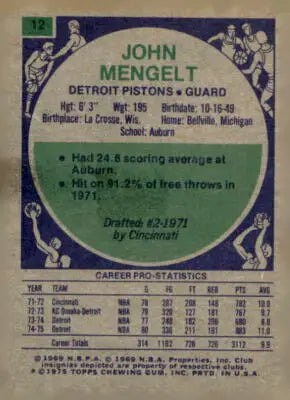 12
JOHN
MENGELT
DETROIT PISTONS • GUARD
Hgt: 6' 3" Wgt: 195 Birthdate: 10-16-49
Birthplace: La Crosse, Wis. Home: Bellville, Michigan
School: Auburn
• Had 24.8 scoring average at
Auburn.
• Hit on 91.2% of free throws in
1971.
Drafted: #2-1971
by Cincinnati
CAREER PRO-STATISTICS
YEAR TEAM G FG FT REB PTS AVG
71-72 Cincinnati NBA 78 287 208 148 782 10.0
72-73 KC Omaha-Detroit NBA 79 320 127 181 767 9.7
73-74 Detroit NBA 77 249 182 206 680 8.8
74-75 Detroit NBA 80 336 211 883 11.0
Career Totals 314 1192 728 726 3112 9.9
© 1969 N.B.P.A. © 1969 N.B.A. Properties, Inc. Club
insignias depicted are property of respective clubs.
© 1975 TOPPS CHEWING GUM, INC. PRTD. IN U.S.A.